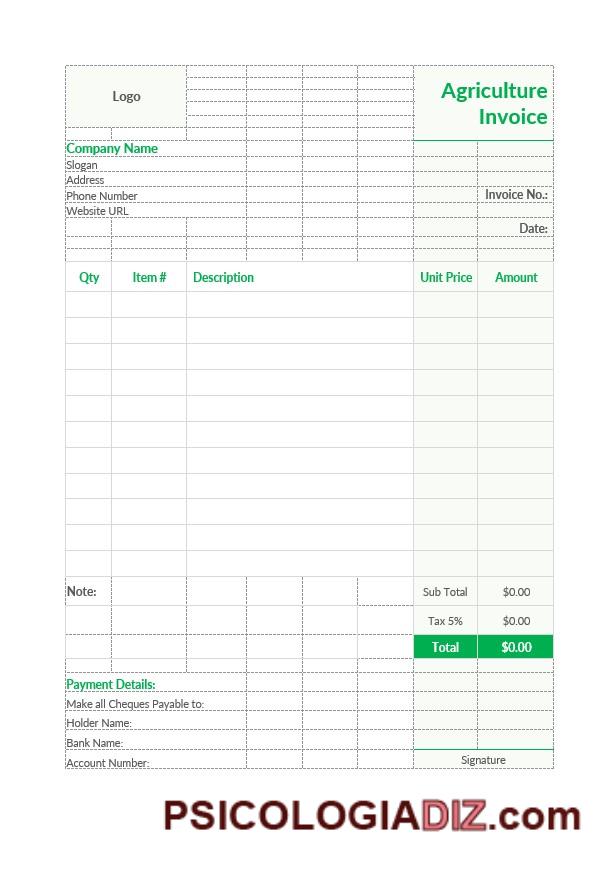 Logo
Agriculture
Invoice
Company Name
Slogan
Address
Phone Number
Invoice No.:
Website URL
Date:
Qty Item # Description Unit Price Amount
Note: Sub Total $0.00
Tax 5% $0.00
Total $0.00
Payment Details:
Make all Cheques Payable to:
Holder Name:
Bank Name:
Account Number:
Signature
PSICOLOGIADIZ.com